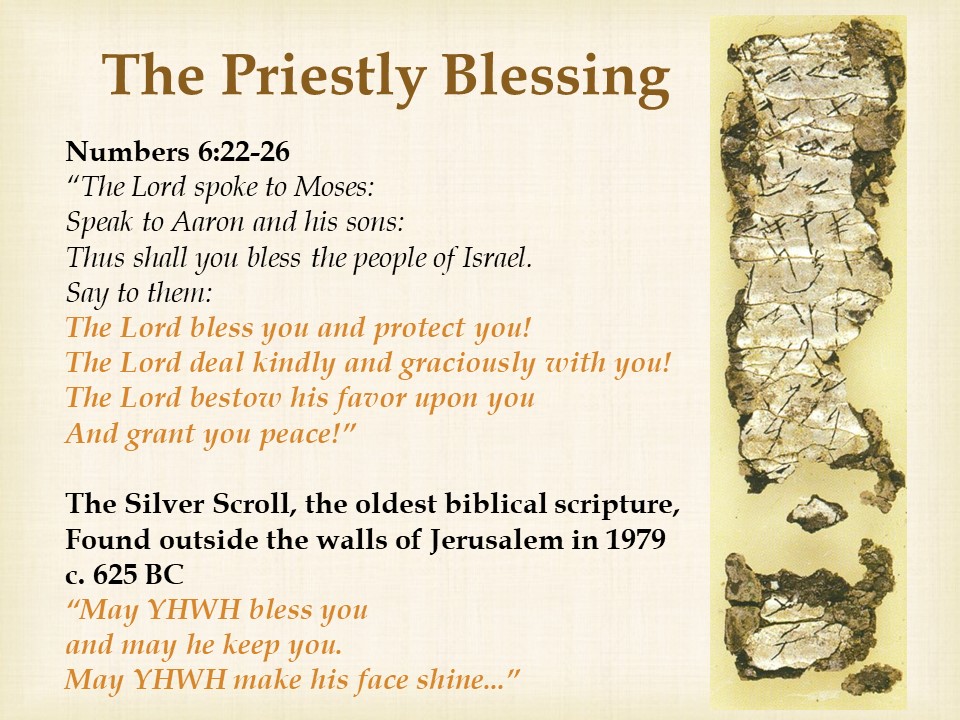 The Priestly Blessing
Numbers 6:22-26
“The Lord spoke to Moses:
Speak to Aaron and his sons:
Thus shall you bless the people of Israel.
Say to them:
The Lord bless you and protect you!
The Lord deal kindly and graciously with you!
The Lord bestow his favor upon you
And grant you peace!”
The Silver Scroll, the oldest biblical scripture,
Found outside the walls of Jerusalem in 1979
c. 625 BC
“May YHWH bless you
and may he keep you.
May YHWH make his face shine...”